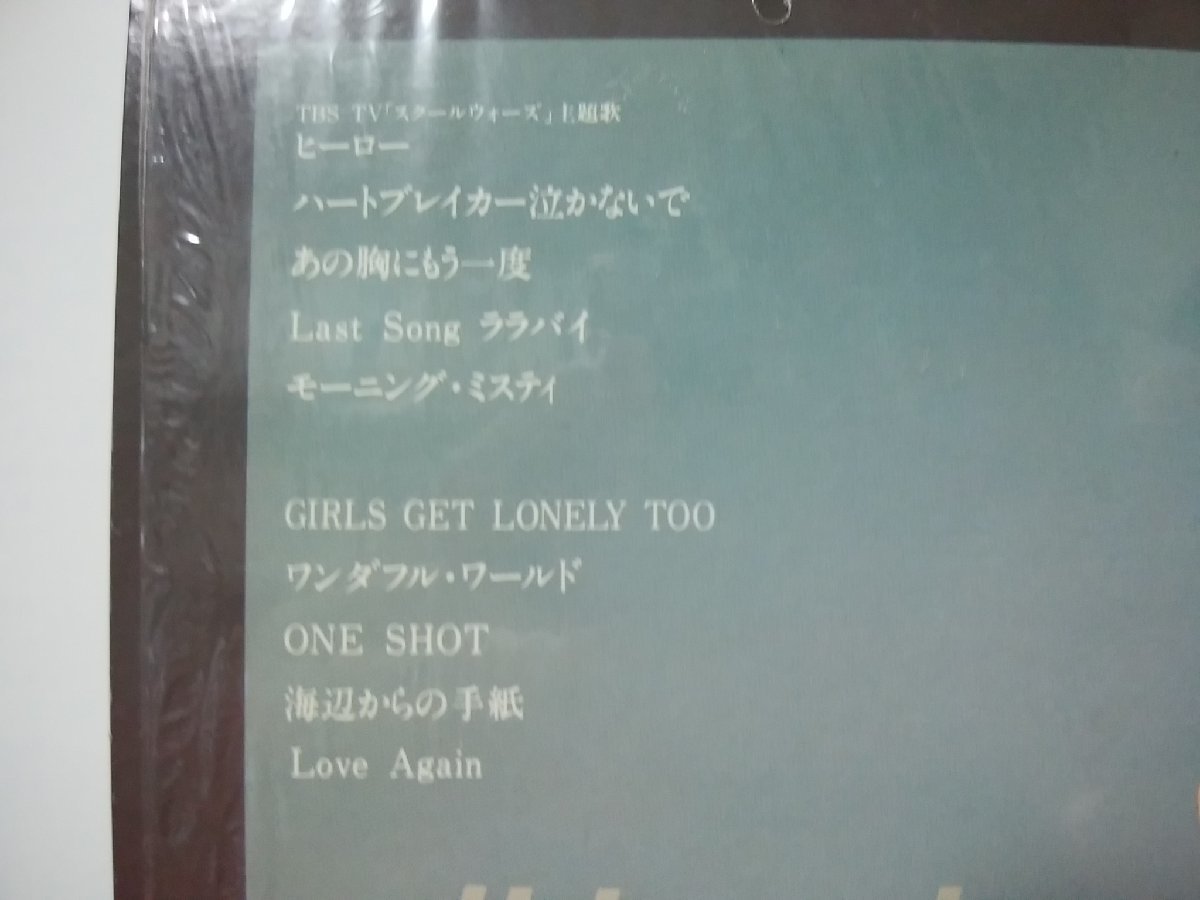 TBS TV「スクールウォーズ」主題歌
ヒーロー
ハートブレイカー泣かないで
あの胸にもう一度
Last Song ララバイ
モーニング・ミスティ
GIRLS GET LONELY TOO
ワンダフル・ワールド
ONE SHOT
海辺からの手紙
Love Again